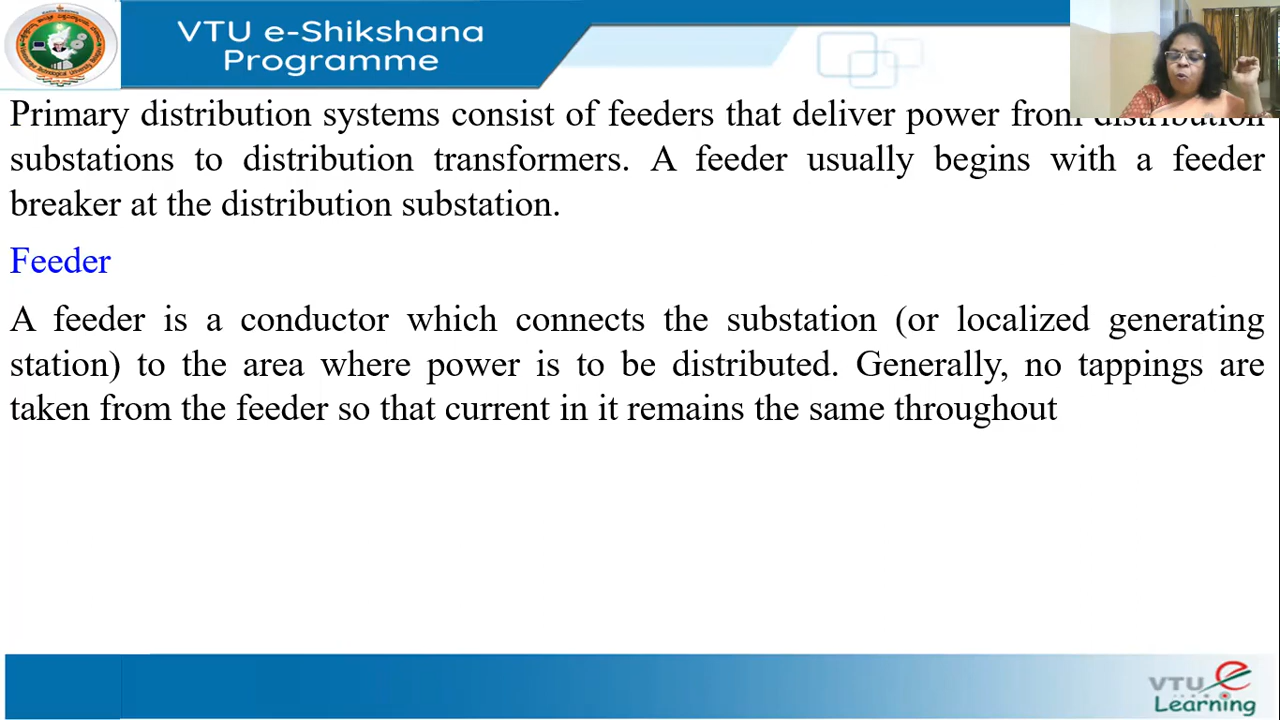 VTU e-Shikshana
Programme
Primary distribution systems consist of feeders that deliver power from distribution
substations to distribution transformers. A feeder usually begins with a feeder
breaker at the distribution substation.
Feeder
A feeder is a conductor which connects the substation (or localized generating
station) to the area where power is to be distributed. Generally, no tappings are
taken from the feeder so that current in it remains the same throughout
VTU e
Learning